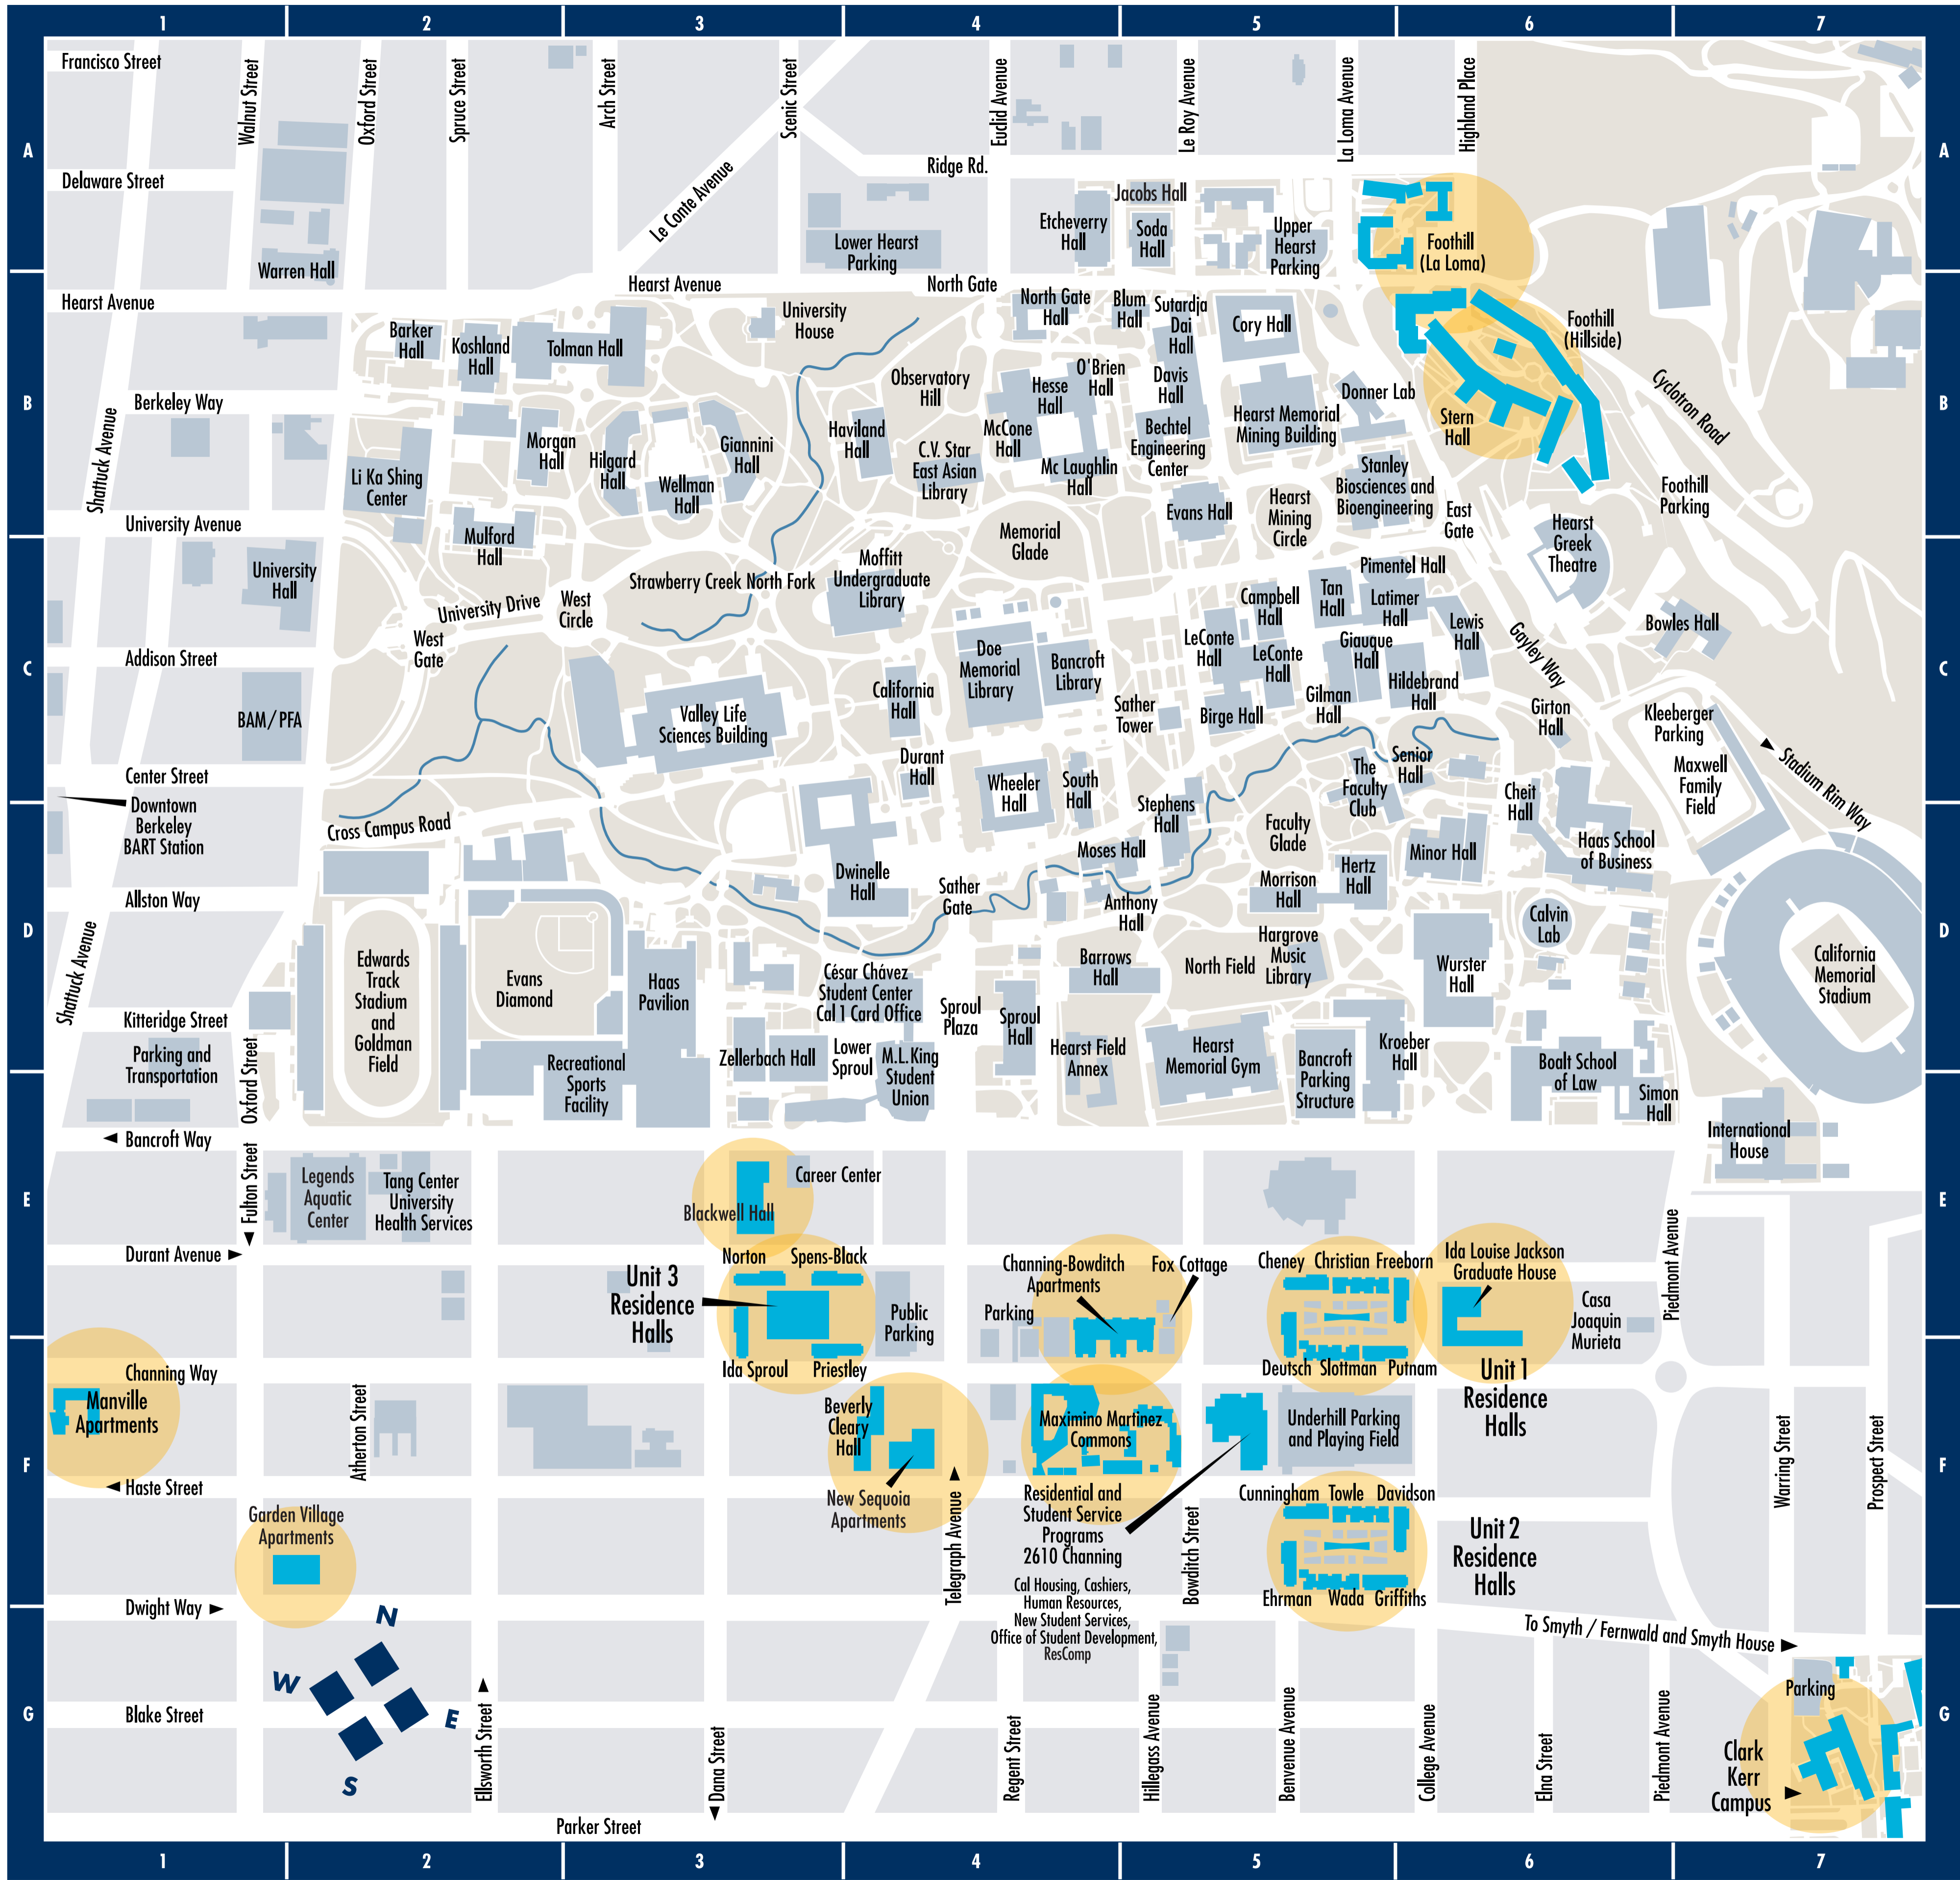 1 2 3 4 5 6 7
A
B
C
D
E
F
G
A
B
C
D
E
F
G
Francisco Street
Walnut Street
Oxford Street
Spruce Street
Arch Street
Scenic Street
Euclid Avenue
Le Roy Avenue
La Loma Avenue
Highland Place
Delaware Street
Le Conte Avenue
Ridge Rd.
Jacobs Hall
Etcheverry
Hall
Soda
Hall
Upper
Hearst
Parking
Foothill
(La Loma)
Lower Hearst
Parking
Warren Hall
Hearst Avenue
Hearst Avenue
North Gate
University
House
North Gate
Hall
Blum
Hall
Sutardja
Dai
Hall
Cory Hall
Foothill
(Hillside)
Barker
Hall
Koshland
Hall
Tolman Hall
Observatory
Hill
Hesse
Hall
O'Brien
Hall
Davis
Hall
Donner Lab
Cyclotron Road
Berkeley Way
Shattuck Avenue
Morgan
Hall
Hilgard
Hall
Giannini
Hall
Haviland
Hall
McCone
Hall
C.V. Star
East Asian
Library
Mc Laughlin
Hall
Bechtel
Engineering
Center
Hearst Memorial
Mining Building
Stern
Hall
Li Ka Shing
Center
Wellman
Hall
Stanley
Biosciences and
Bioengineering
Foothill
Parking
University Avenue
Mulford
Hall
Memorial
Glade
Evans Hall
Hearst
Mining
Circle
East
Gate
Hearst
Greek
Theatre
University
Hall
University Drive
West
Circle
Strawberry Creek North Fork
Moffitt
Undergraduate
Library
Campbell
Hall
Tan
Hall
Pimentel Hall
Latimer
Hall
Lewis
Hall
Gayley Way
Bowles Hall
Addison Street
West
Gate
Doe
Memorial
Library
Bancroft
Library
LeConte
Hall
LeConte
Hall
Giauque
Hall
Hildebrand
Hall
BAM/PFA
Valley Life
Sciences Building
California
Hall
Sather
Tower
Birge Hall
Gilman
Hall
Girton
Hall
Kleeberger
Parking
Maxwell
Family
Field
Stadium Rim Way
Center Street
Durant
Hall
Wheeler
Hall
South
Hall
Stephens
Hall
The
Faculty
Club
Senior
Hall
Cheit
Hall
Downtown
Berkeley
BART Station
Cross Campus Road
Faculty
Glade
Haas School
of Business
Moses Hall
Minor Hall
Dwinelle
Hall
Hertz
Hall
Morrison
Hall
Allston Way
Sather
Gate
Anthony
Hall
Calvin
Lab
Shattuck Avenue
Edwards
Track
Stadium
and
Goldman
Field
Evans
Diamond
Haas
Pavilion
César Chávez
Student Center
Cal 1 Card Office
Sproul
Plaza
Sproul
Hall
Barrows
Hall
North Field
Hargrove
Music
Library
Wurster
Hall
California
Memorial
Stadium
Kitteridge Street
Parking and
Transportation
Oxford Street
Recreational
Sports
Facility
Zellerbach Hall
Lower
Sproul
M.L.King
Student
Union
Hearst Field
Annex
Hearst
Memorial Gym
Bancroft
Parking
Structure
Kroeber
Hall
Boalt School
of Law
Simon
Hall
Bancroft Way
International
House
Fulton Street
Legends
Aquatic
Center
Tang Center
University
Health Services
Career Center
Blackwell Hall
Durant Avenue
Piedmont Avenue
Norton
Spens-Black
Unit 3
Residence
Halls
Public
Parking
Ida Sproul
Priestley
Channing-Bowditch
Apartments
Fox Cottage
Parking
Cheney Christian Freeborn
Deutsch Slottman Putnam
Ida Louise Jackson
Graduate House
Casa
Joaquin
Murieta
Unit 1
Residence
Halls
Channing Way
Manville
Apartments
Atherton Street
Beverly
Cleary
Hall
New Sequoia
Apartments
Maximino Martinez
Commons
Underhill Parking
and Playing Field
Warring Street
Prospect Street
Haste Street
Garden Village
Apartments
Telegraph Avenue
Residential and
Student Service
Programs
2610 Channing
Cal Housing, Cashiers,
Human Resources,
New Student Services,
Office of Student Development,
ResComp
Bowditch Street
Cunningham Towle Davidson
Ehrman Wada Griffiths
Unit 2
Residence
Halls
Dwight Way
N
W
E
S
To Smyth / Fernwald and Smyth House
Parking
Blake Street
Ellsworth Street
Dana Street
Regent Street
Hillegass Avenue
Benvenue Avenue
College Avenue
Elna Street
Piedmont Avenue
Clark
Kerr
Campus
Parker Street
1 2 3 4 5 6 7